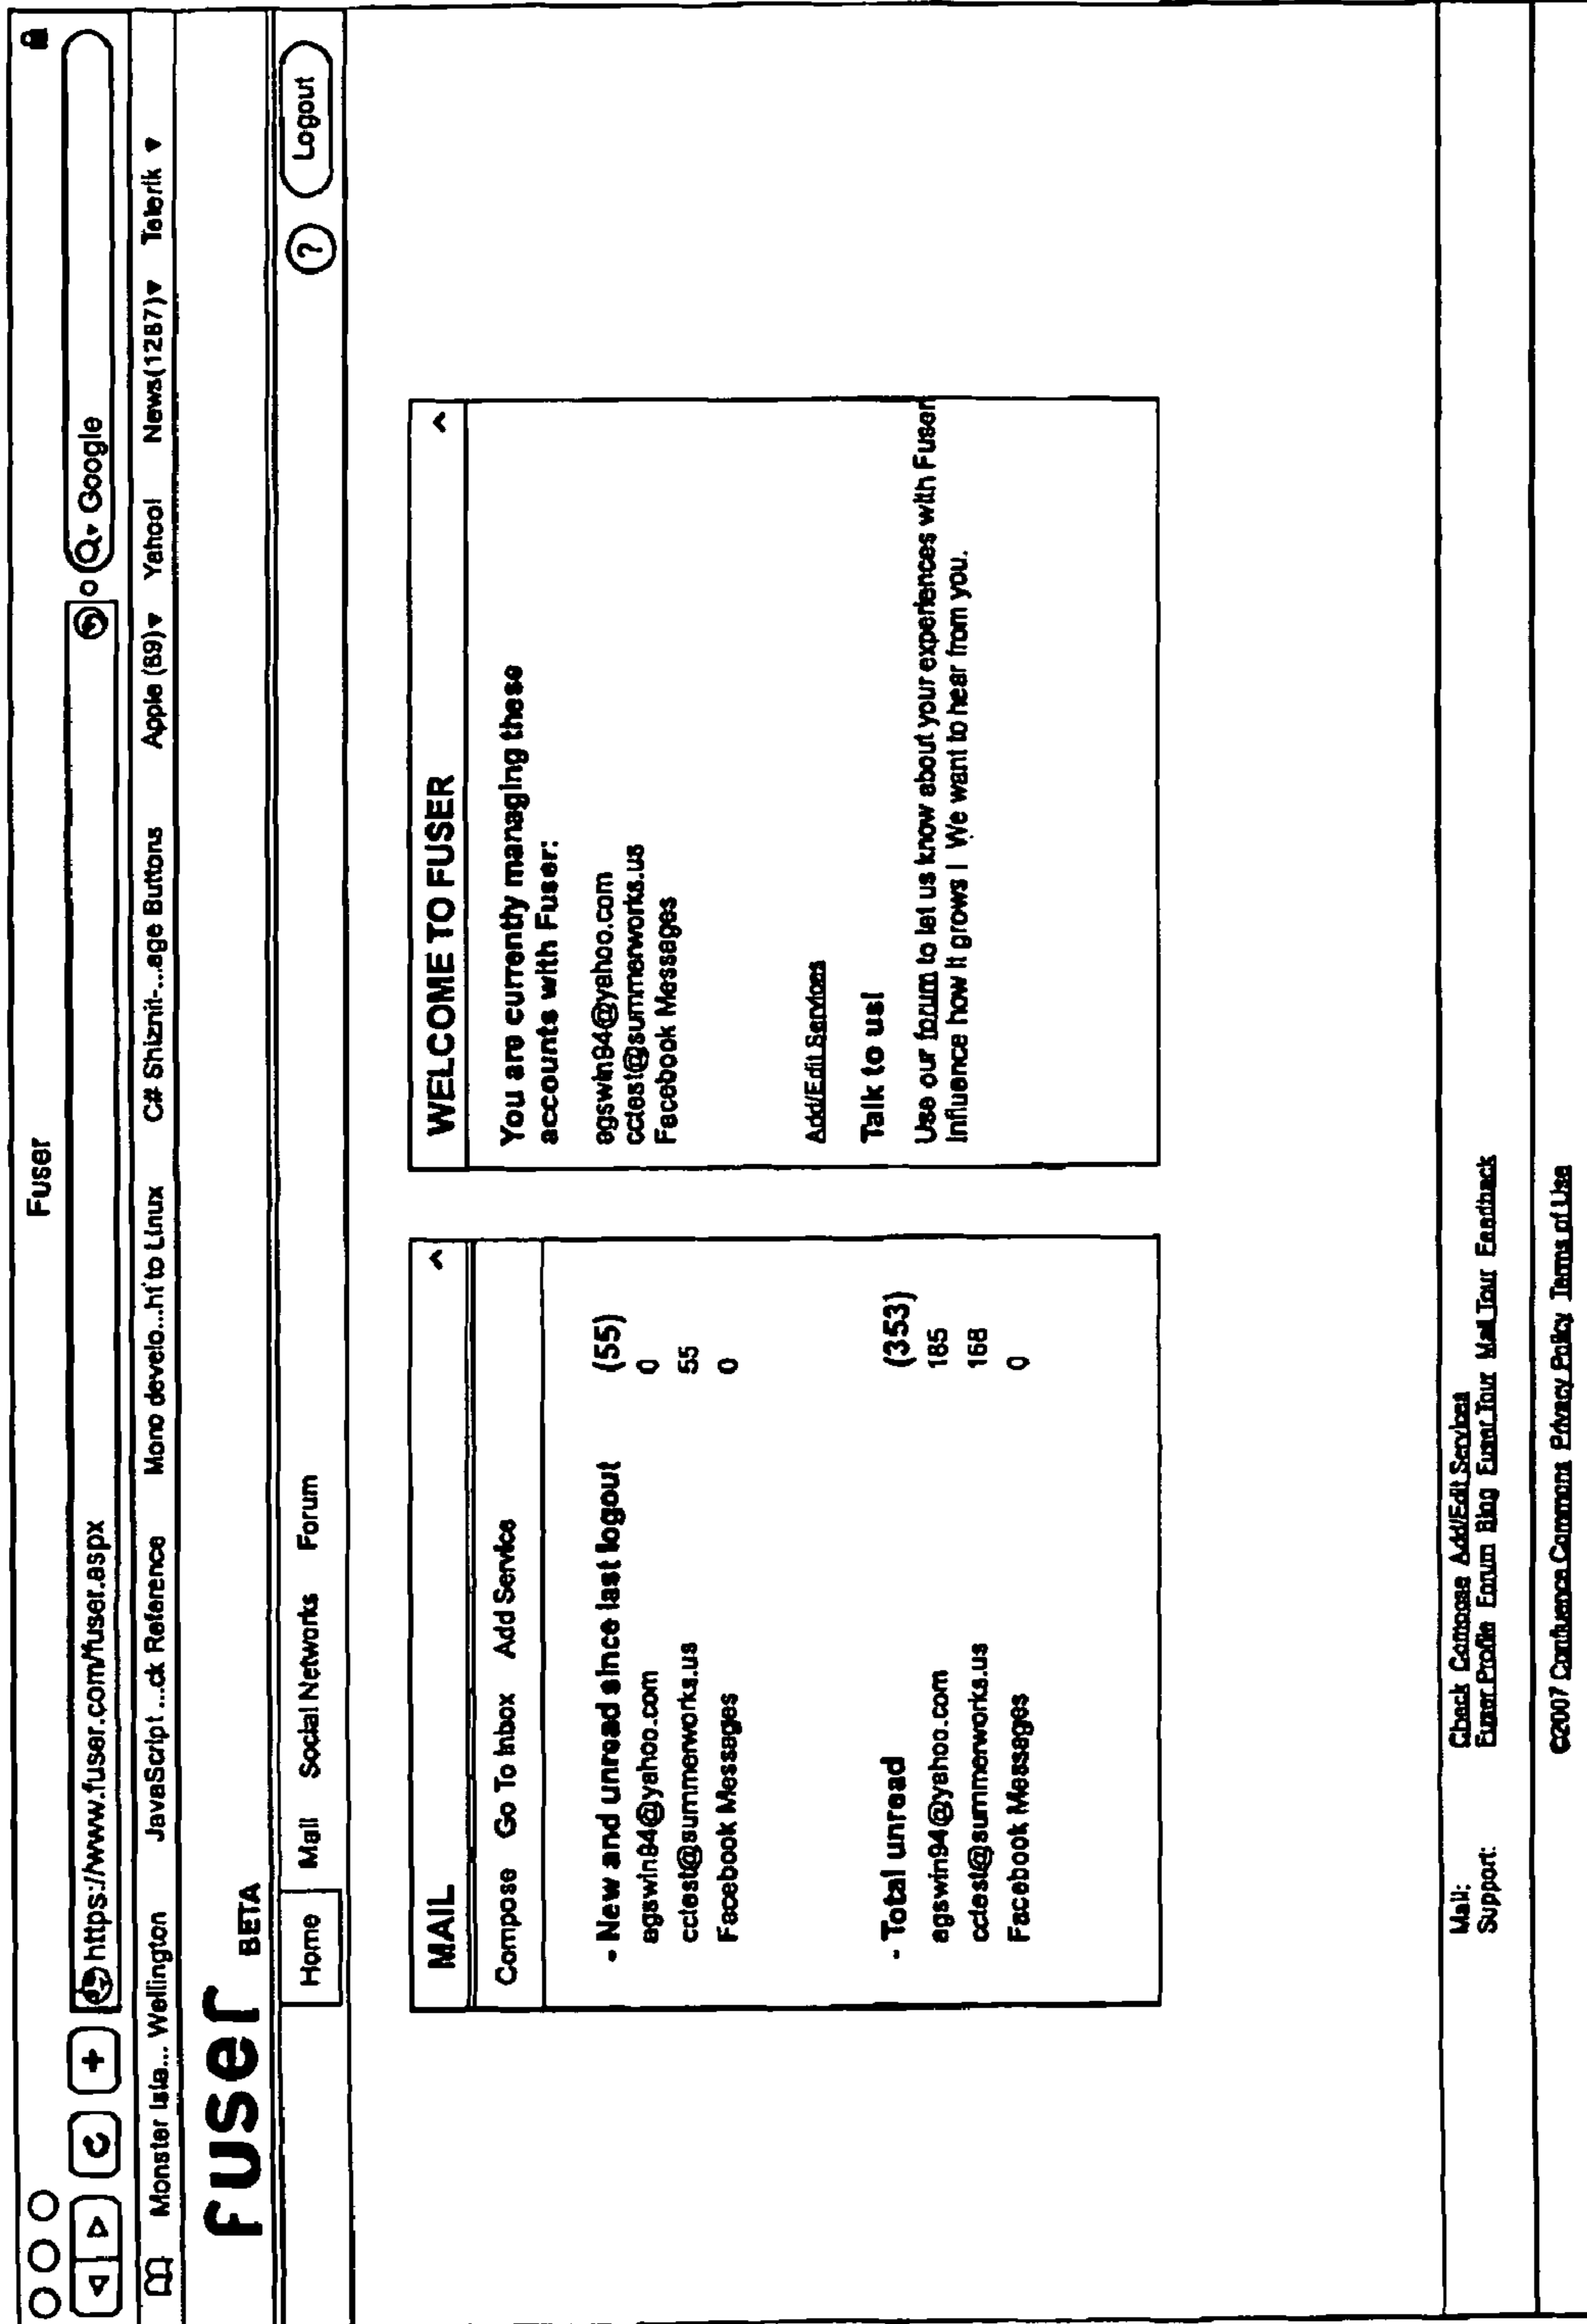 Fuser
https://www.fuser.com/fuser.aspx Google
Monster Isle... Wellington JavaScript ...ck Reference Mono develo...ht to Linux C# Shiznit-...age Buttons Apple (89) Yahoo! News(1287) Telerik
Fuser BETA
Home Mail Social Networks Forum ? Logout
MAIL
Compose Go To Inbox Add Service
- New and unread since last logout (55)
agswin94@yahoo.com 0
cctest@summerworks.us 55
Facebook Messages 0
- Total unread (353)
agswin94@yahoo.com 185
cctest@summerworks.us 168
Facebook Messages 0
WELCOME TO FUSER
You are currently managing these
accounts with Fuser:
agswin94@yahoo.com
cctest@summerworks.us
Facebook Messages
Add/Edit Services
Talk to us!
Use our forum to let us know about your experiences with Fuser
Influence how it grows ! We want to hear from you.
Mail: Check Compose Add/Edit Services
Support: Fuser Profile Forum Blog Fuser Tour Mail Tour Feedback
©2007 Confluence Commons Privacy Policy Terms of Use